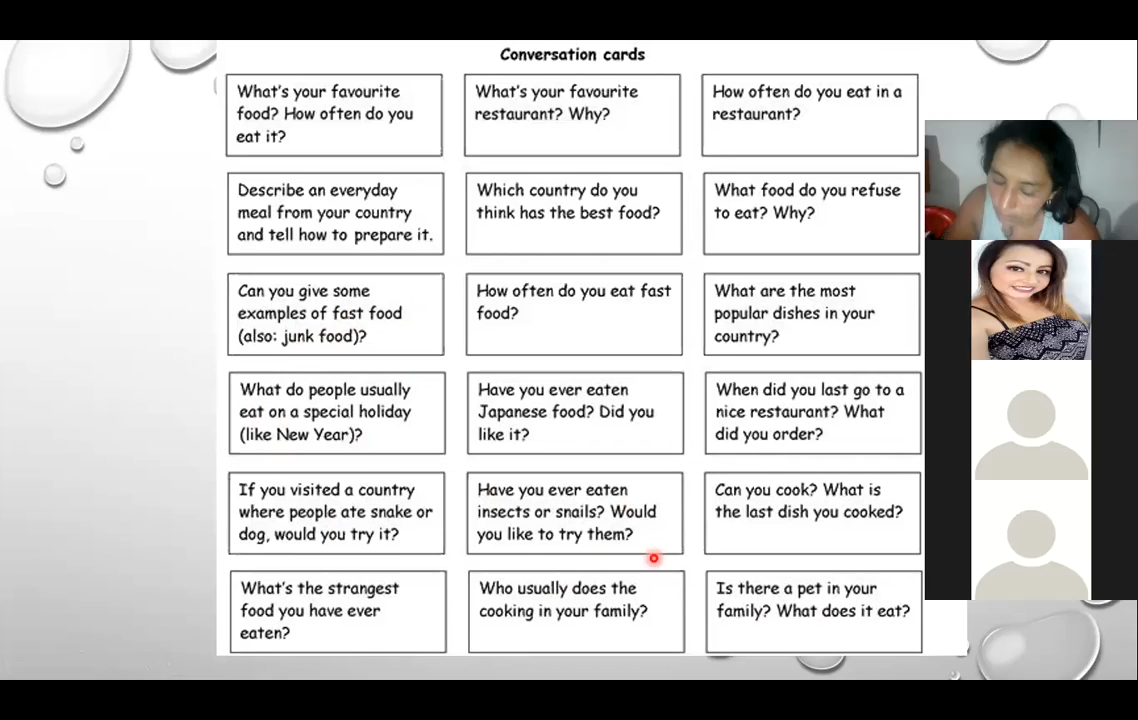 Conversation cards
What's your favourite
food? How often do you
eat it?
What's your favourite
restaurant? Why?
How often do you eat in a
restaurant?
Describe an everyday
meal from your country
and tell how to prepare it.
Which country do you
think has the best food?
What food do you refuse
to eat? Why?
Can you give some
examples of fast food
(also: junk food)?
How often do you eat fast
food?
What are the most
popular dishes in your
country?
What do people usually
eat on a special holiday
(like New Year)?
Have you ever eaten
Japanese food? Did you
like it?
When did you last go to a
nice restaurant? What
did you order?
If you visited a country
where people ate snake or
dog, would you try it?
Have you ever eaten
insects or snails? Would
you like to try them?
Can you cook? What is
the last dish you cooked?
What's the strangest
food you have ever
eaten?
Who usually does the
cooking in your family?
Is there a pet in your
family? What does it eat?